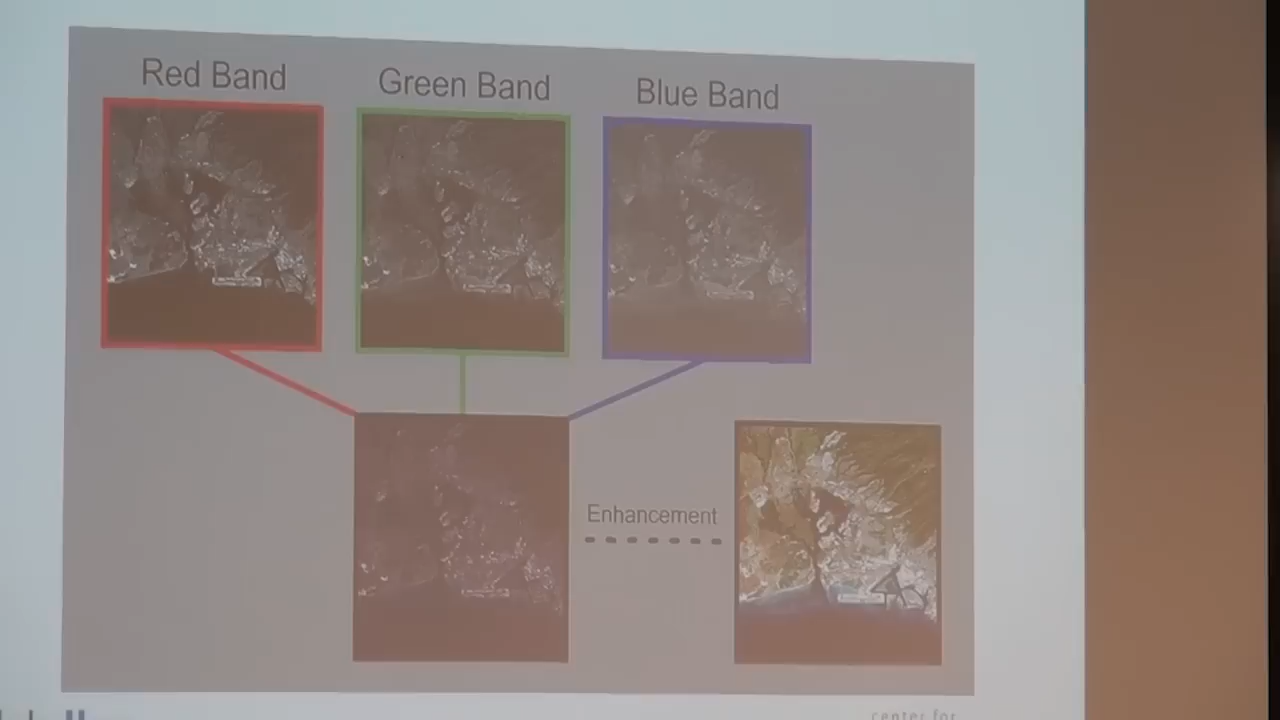 Red Band
Green Band
Blue Band
Enhancement
center for